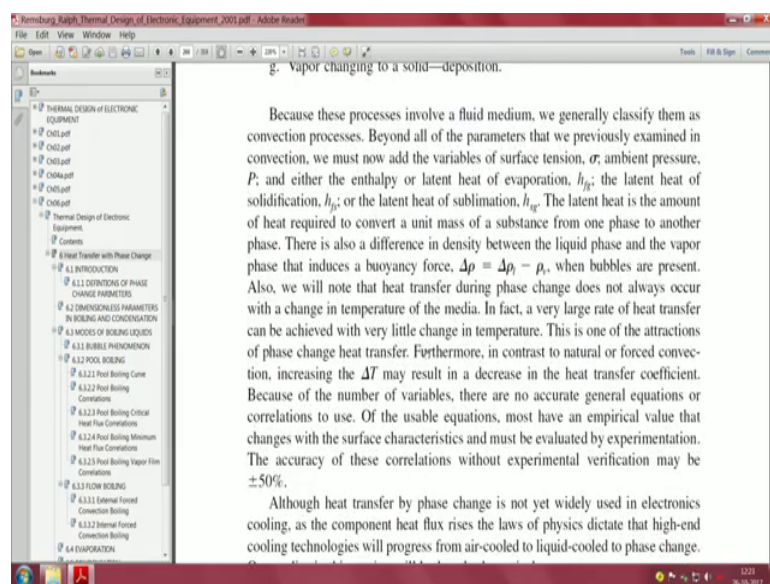 Remsburg_Ralph_Thermal_Design_of_Electronic_Equipment_2001.pdf - Adobe Reader
File Edit View Window Help
Open
Tools Fill & Sign Comment
Bookmarks
THERMAL DESIGN of ELECTRONIC
EQUIPMENT
Ch01.pdf
Ch02.pdf
Ch03.pdf
Ch04a.pdf
Ch05.pdf
Ch06.pdf
Thermal Design of Electronic
Equipment.
Contents
6 Heat Transfer with Phase Change
6.1 INTRODUCTION
6.1.1 DEFINITIONS OF PHASE
CHANGE PARAMETERS
6.2 DIMENSIONLESS PARAMETERS
IN BOILING AND CONDENSATION
6.3 MODES OF BOILING LIQUIDS
6.3.1 BUBBLE PHENOMENON
6.3.2 POOL BOILING
6.3.2.1 Pool Boiling Curve
6.3.2.2 Pool Boiling
Correlations
6.3.2.3 Pool Boiling Critical
Heat Flux Correlations
6.3.2.4 Pool Boiling Minimum
Heat Flux Correlations
6.3.2.5 Pool Boiling Vapor Film
Correlations
6.3.3 FLOW BOILING
6.3.3.1 External Forced
Convection Boiling
6.3.3.2 Internal Forced
Convection Boiling
6.4 EVAPORATION
g. Vapor changing to a solid—deposition.
Because these processes involve a fluid medium, we generally classify them as
convection processes. Beyond all of the parameters that we previously examined in
convection, we must now add the variables of surface tension, σ; ambient pressure,
P; and either the enthalpy or latent heat of evaporation, h_fg; the latent heat of
solidification, h_fs; or the latent heat of sublimation, h_sg. The latent heat is the amount
of heat required to convert a unit mass of a substance from one phase to another
phase. There is also a difference in density between the liquid phase and the vapor
phase that induces a buoyancy force, Δρ = Δρ_l − ρ_v, when bubbles are present.
Also, we will note that heat transfer during phase change does not always occur
with a change in temperature of the media. In fact, a very large rate of heat transfer
can be achieved with very little change in temperature. This is one of the attractions
of phase change heat transfer. Furthermore, in contrast to natural or forced convec-
tion, increasing the ΔT may result in a decrease in the heat transfer coefficient.
Because of the number of variables, there are no accurate general equations or
correlations to use. Of the usable equations, most have an empirical value that
changes with the surface characteristics and must be evaluated by experimentation.
The accuracy of these correlations without experimental verification may be
±50%.
Although heat transfer by phase change is not yet widely used in electronics
cooling, as the component heat flux rises the laws of physics dictate that high-end
cooling technologies will progress from air-cooled to liquid-cooled to phase change.
12:23